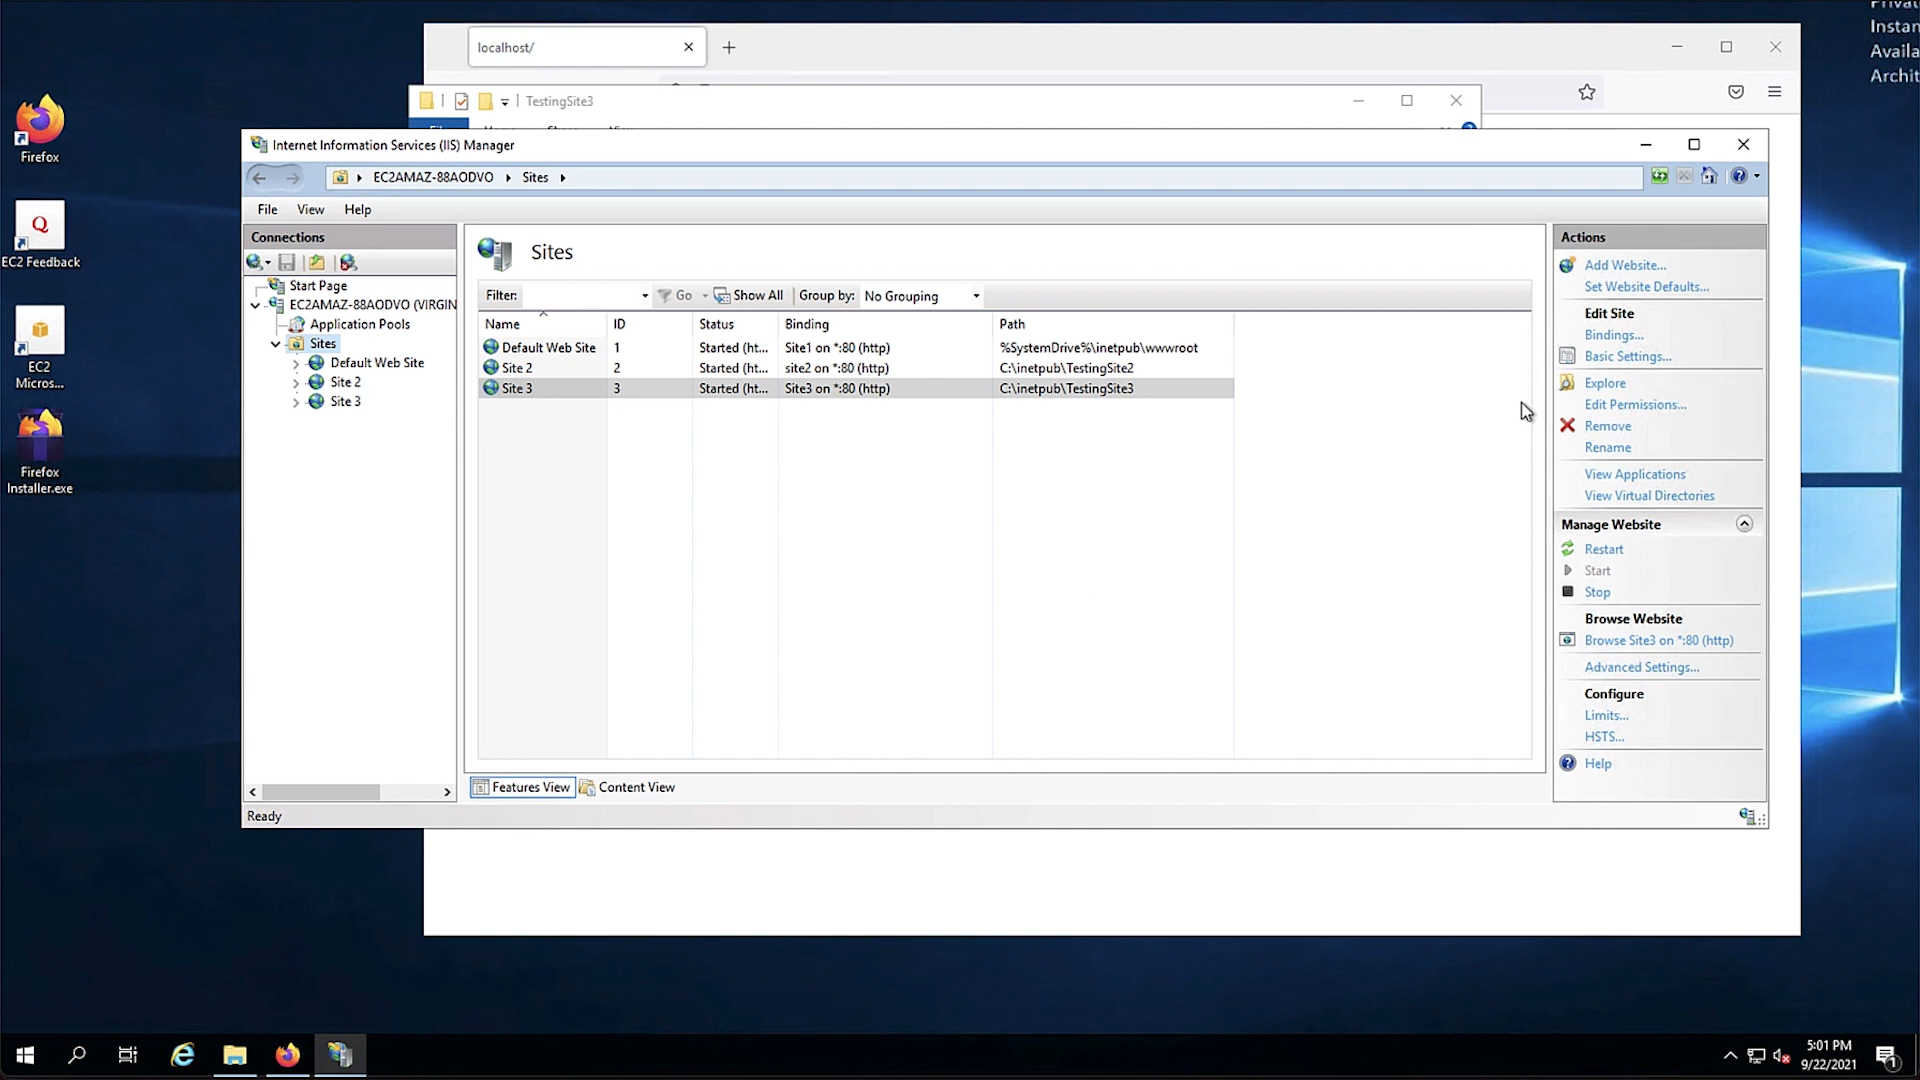 localhost/
TestingSite3
Internet Information Services (IIS) Manager
EC2AMAZ-88AODVO
Sites
File
View
Help
Connections
Start Page
EC2AMAZ-88AODVO (VIRGIN
Application Pools
Sites
Default Web Site
Site 2
Site 3
Sites
Filter:
Go
Show All
Group by:
No Grouping
Name
ID
Status
Binding
Path
Default Web Site
1
Started (ht...
Site1 on *:80 (http)
%SystemDrive%\inetpub\wwwroot
Site 2
2
Started (ht...
site2 on *:80 (http)
C:\inetpub\TestingSite2
Site 3
3
Started (ht...
Site3 on *:80 (http)
C:\inetpub\TestingSite3
Features View
Content View
Ready
Actions
Add Website...
Set Website Defaults...
Edit Site
Bindings...
Basic Settings...
Explore
Edit Permissions...
Remove
Rename
View Applications
View Virtual Directories
Manage Website
Restart
Start
Stop
Browse Website
Browse Site3 on *:80 (http)
Advanced Settings...
Configure
Limits...
HSTS...
Help
Firefox
Q
EC2 Feedback
EC2
Micros...
Firefox
Installer.exe
Instan
Availa
Archit
5:01 PM
9/22/2021
1